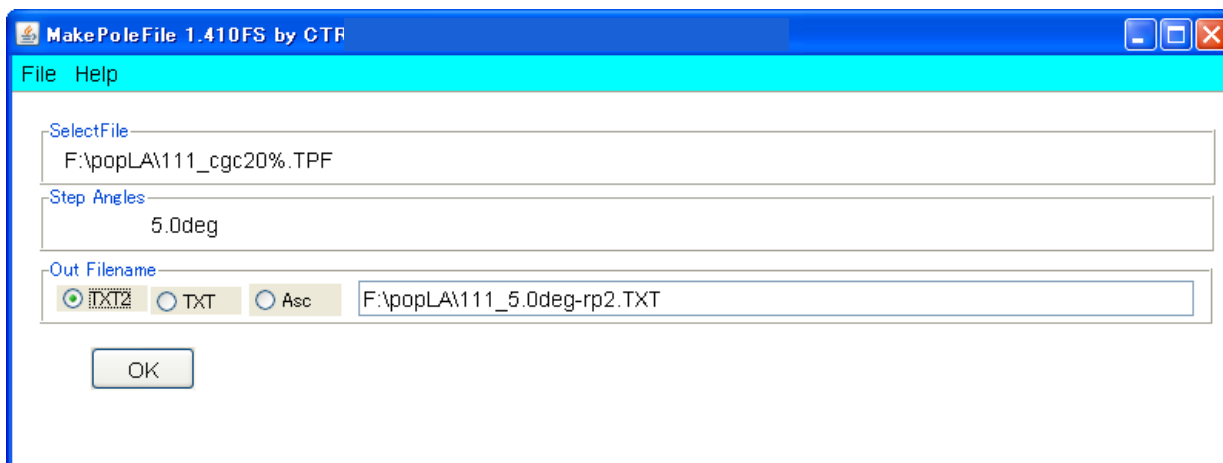 MakePoleFile 1.410FS by CTR
File Help
SelectFile
F:\popLA\111_cgc20%.TPF
Step Angles
5.0deg
Out Filename
TXT2 TXT Asc F:\popLA\111_5.0deg-rp2.TXT
OK